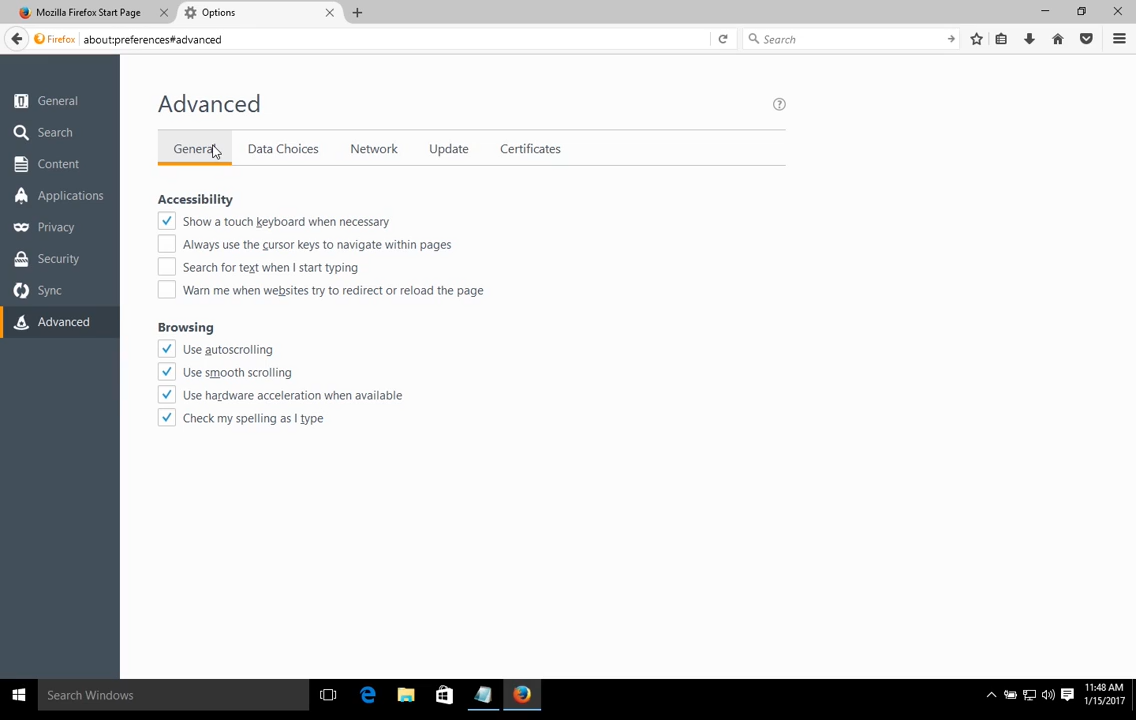 Mozilla Firefox Start Page
Options
Firefox
about:preferences#advanced
Search
General
Search
Content
Applications
Privacy
Security
Sync
Advanced
Advanced
General Data Choices Network Update Certificates
Accessibility
Show a touch keyboard when necessary
Always use the cursor keys to navigate within pages
Search for text when I start typing
Warn me when websites try to redirect or reload the page
Browsing
Use autoscrolling
Use smooth scrolling
Use hardware acceleration when available
Check my spelling as I type
Search Windows
11:48 AM
1/15/2017